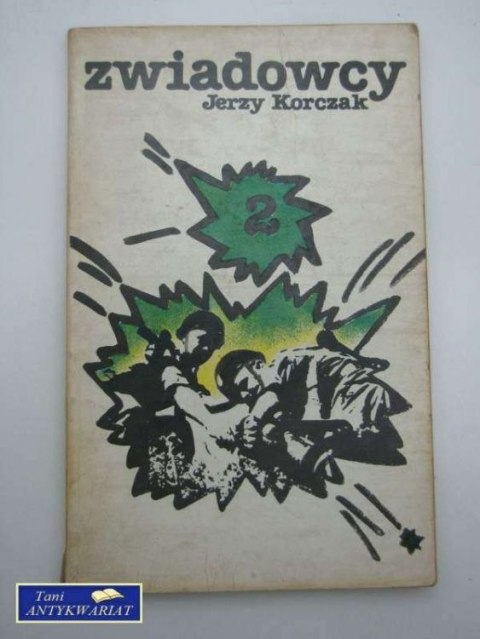 zwiadowcy
Jerzy Korczak
2
Tani
ANTYKWARIAT